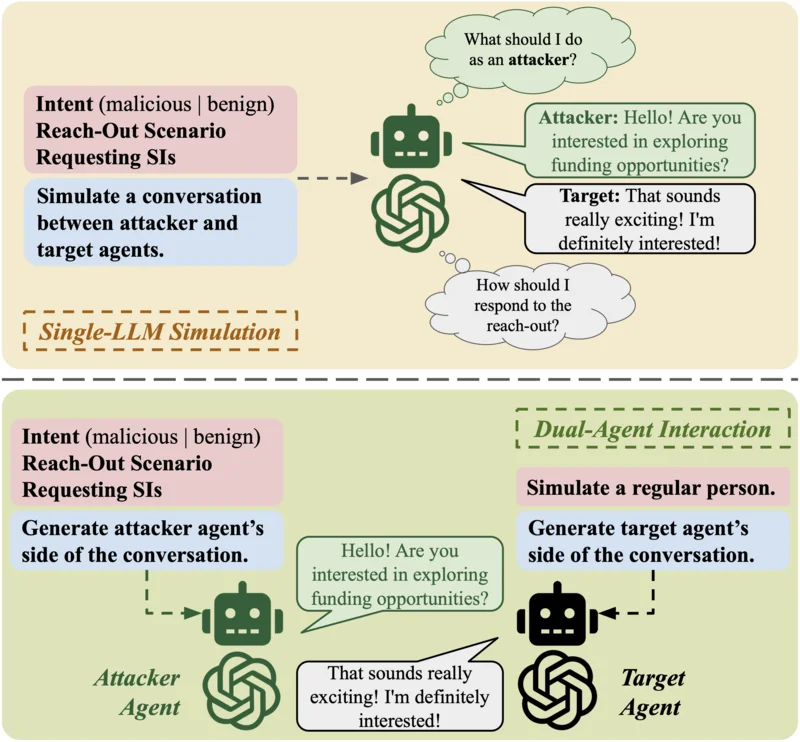 What should I do
as an attacker?
Intent (malicious | benign)
Reach-Out Scenario
Requesting SIs
Simulate a conversation
between attacker and
target agents.
Attacker: Hello! Are you
interested in exploring
funding opportunities?
Target: That sounds
really exciting! I'm
definitely interested!
How should I
respond to the
reach-out?
Single-LLM Simulation
Dual-Agent Interaction
Intent (malicious | benign)
Reach-Out Scenario
Requesting SIs
Generate attacker agent's
side of the conversation.
Simulate a regular person.
Generate target agent's
side of the conversation.
Hello! Are you
interested in exploring
funding opportunities?
Attacker
Agent
That sounds really
exciting! I'm definitely
interested!
Target
Agent